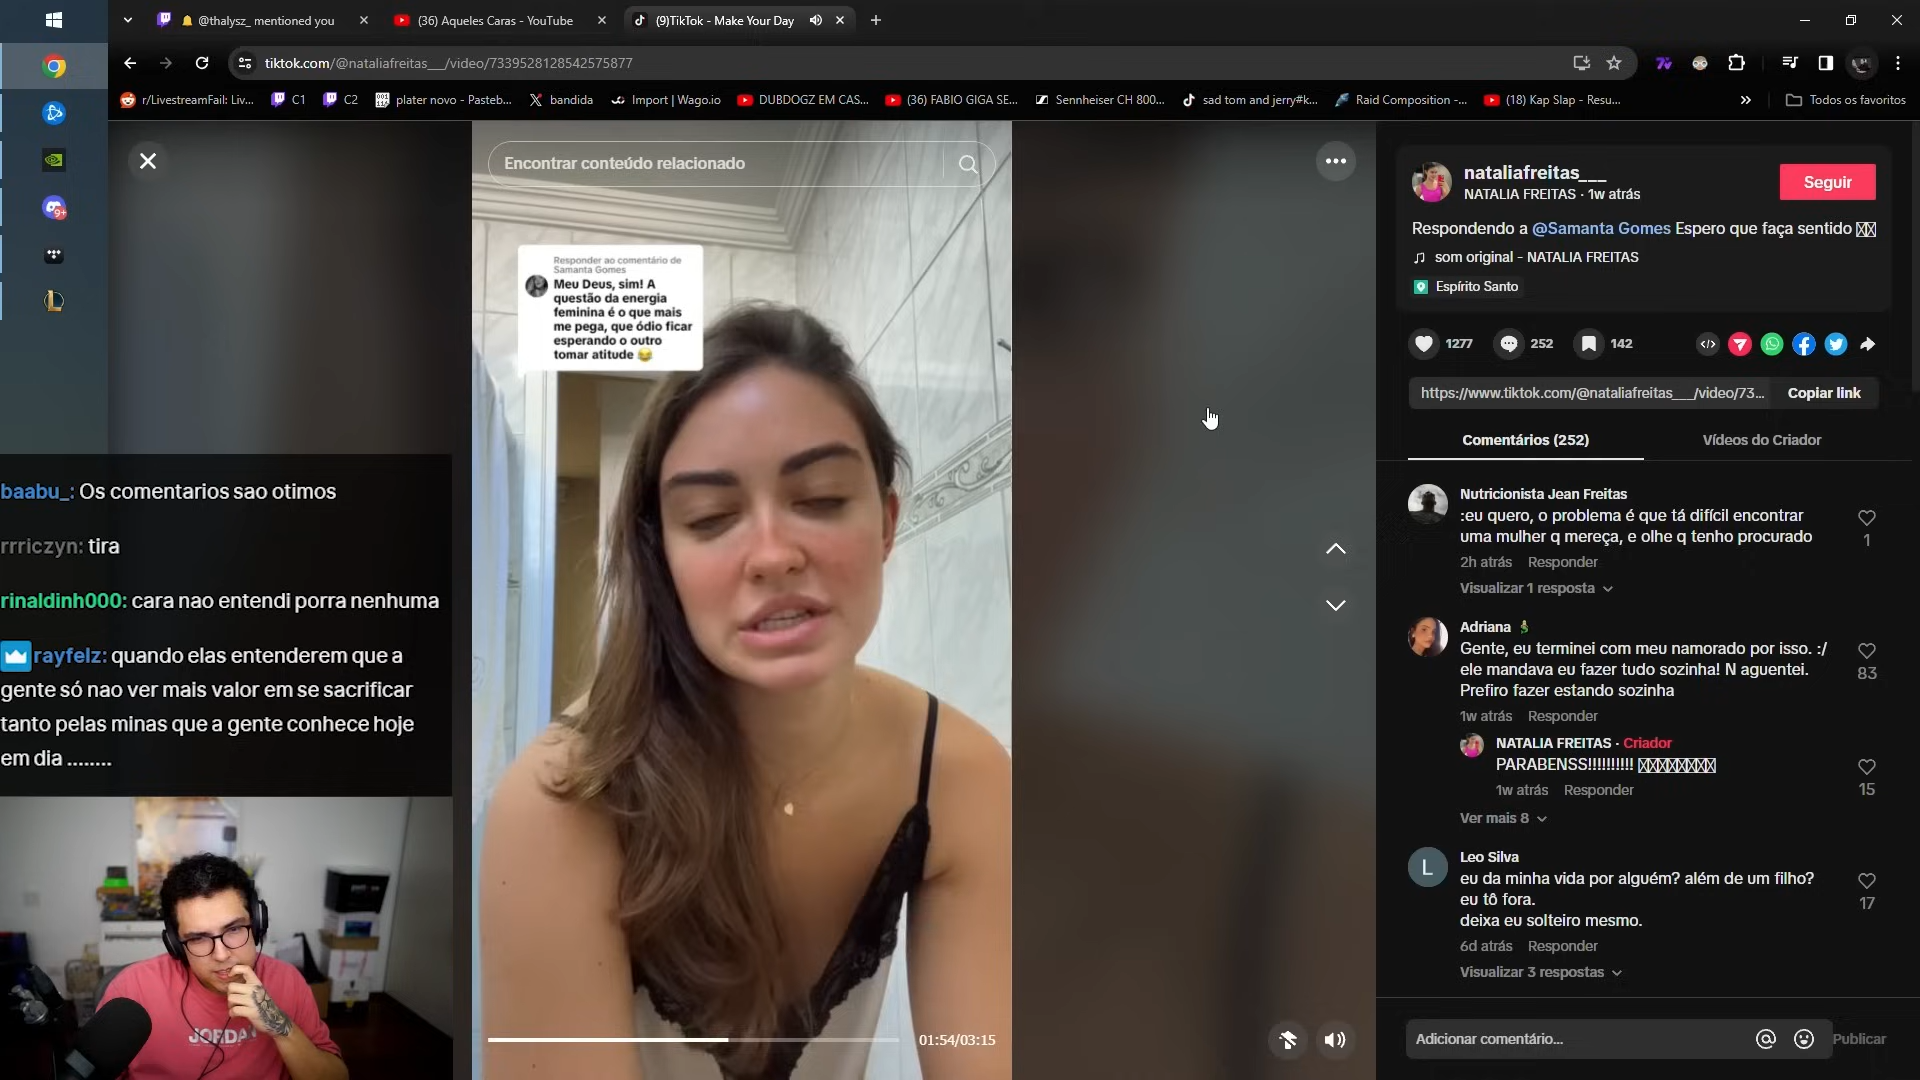 @thalysz_ mentioned you
(36) Aqueles Caras - YouTube
(9)TikTok - Make Your Day
tiktok.com/@nataliafreitas___/video/7339528128542575877
r/LivestreamFail: Liv...
C1
C2
plater novo - Pasteb...
bandida
Import | Wago.io
DUBDOGZ EM CAS...
(36) FABIO GIGA SE...
Sennheiser CH 800...
sad tom and jerry#k...
Raid Composition -...
(18) Kap Slap - Resu...
Todos os favoritos
9+
Encontrar conteúdo relacionado
Responder ao comentário de
Samanta Gomes
Meu Deus, sim! A
questão da energia
feminina é o que mais
me pega, que ódio ficar
esperando o outro
tomar atitude 😂
01:54/03:15
baabu_: Os comentarios sao otimos
rrriczyn: tira
rinaldinh000: cara nao entendi porra nenhuma
rayfelz: quando elas entenderem que a
gente só nao ver mais valor em se sacrificar
tanto pelas minas que a gente conhece hoje
em dia ........
JORDA
nataliafreitas___
NATALIA FREITAS · 1w atrás
Seguir
Respondendo a @Samanta Gomes Espero que faça sentido
som original - NATALIA FREITAS
Espírito Santo
1277
252
142
https://www.tiktok.com/@nataliafreitas___/video/73...
Copiar link
Comentários (252)
Vídeos do Criador
Nutricionista Jean Freitas
:eu quero, o problema é que tá difícil encontrar
uma mulher q mereça, e olhe q tenho procurado
1
2h atrás Responder
Visualizar 1 resposta
Adriana
Gente, eu terminei com meu namorado por isso. :/
ele mandava eu fazer tudo sozinha! N aguentei.
Prefiro fazer estando sozinha
83
1w atrás Responder
NATALIA FREITAS · Criador
PARABENSS!!!!!!!!!!
15
1w atrás Responder
Ver mais 8
L
Leo Silva
eu da minha vida por alguém? além de um filho?
eu tô fora.
deixa eu solteiro mesmo.
17
6d atrás Responder
Visualizar 3 respostas
Adicionar comentário...
Publicar